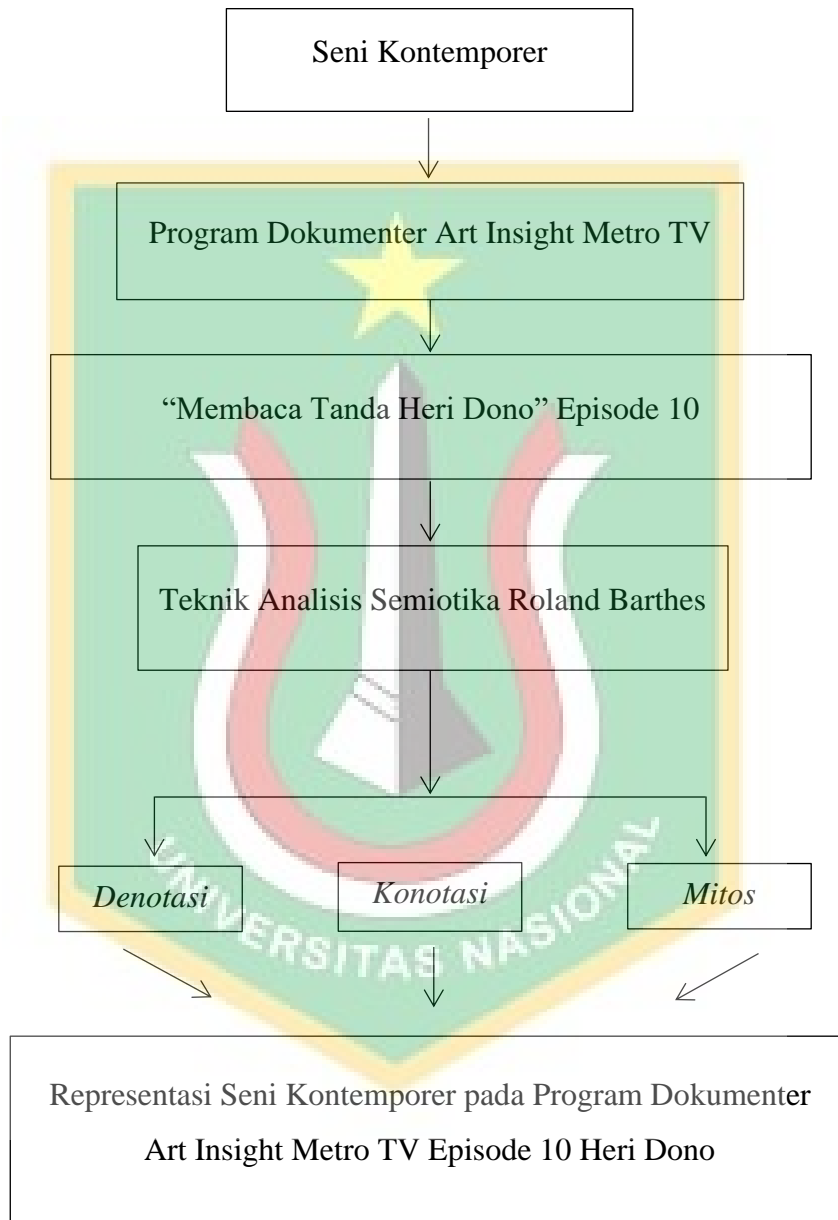 Seni Kontemporer
Program Dokumenter Art Insight Metro TV
“Membaca Tanda Heri Dono” Episode 10
Teknik Analisis Semiotika Roland Barthes
Denotasi
Konotasi
Mitos
UNIVERSITAS NASIONAL
Representasi Seni Kontemporer pada Program Dokumenter
Art Insight Metro TV Episode 10 Heri Dono